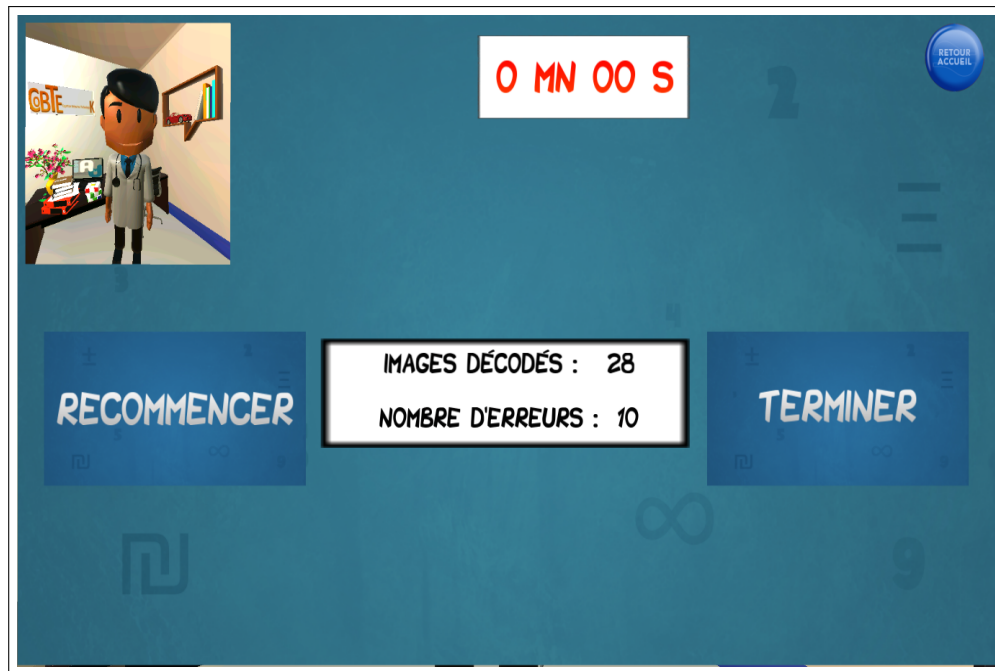 0 MN 00 S
RETOUR
ACCUEIL
IMAGES DÉCODÉS : 28
RECOMMENCER
NOMBRE D'ERREURS : 10
TERMINER